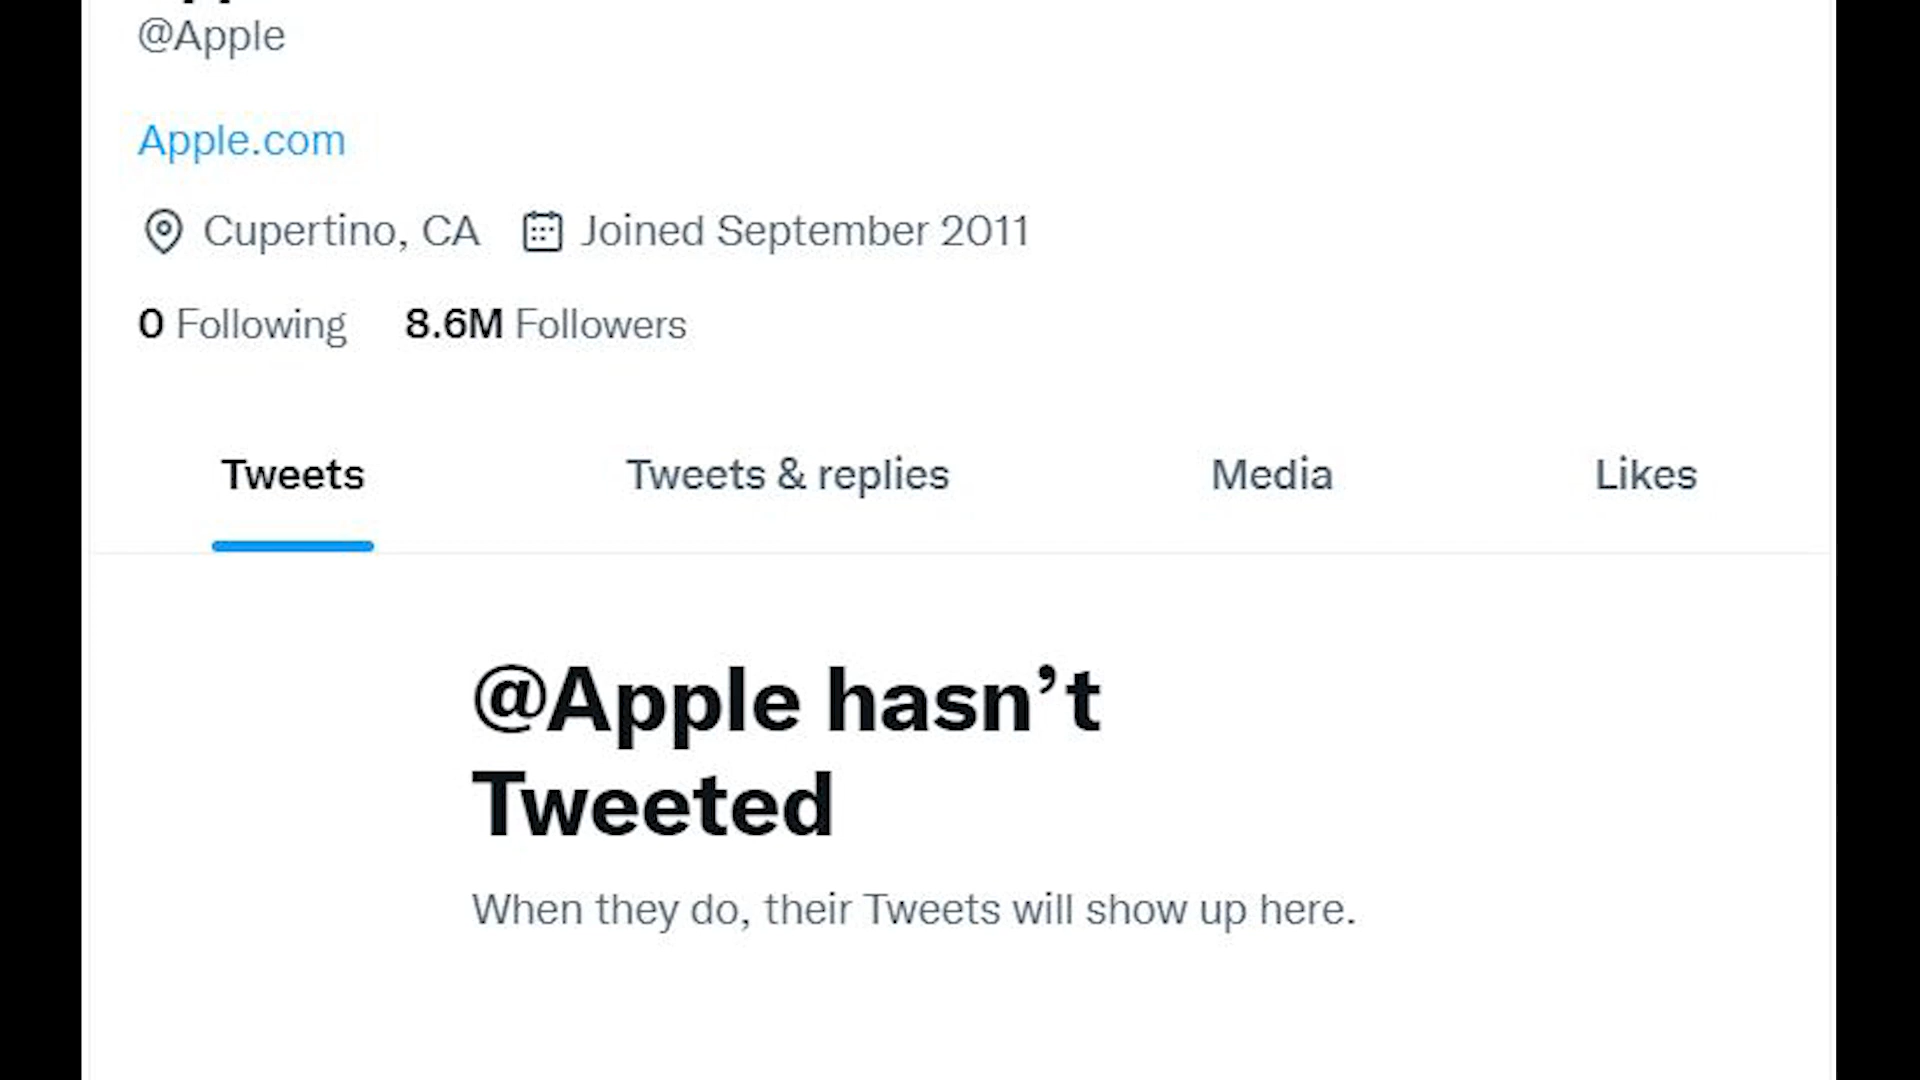 @Apple
Apple.com
Cupertino, CA Joined September 2011
0 Following 8.6M Followers
Tweets Tweets & replies Media Likes
@Apple hasn’t
Tweeted
When they do, their Tweets will show up here.